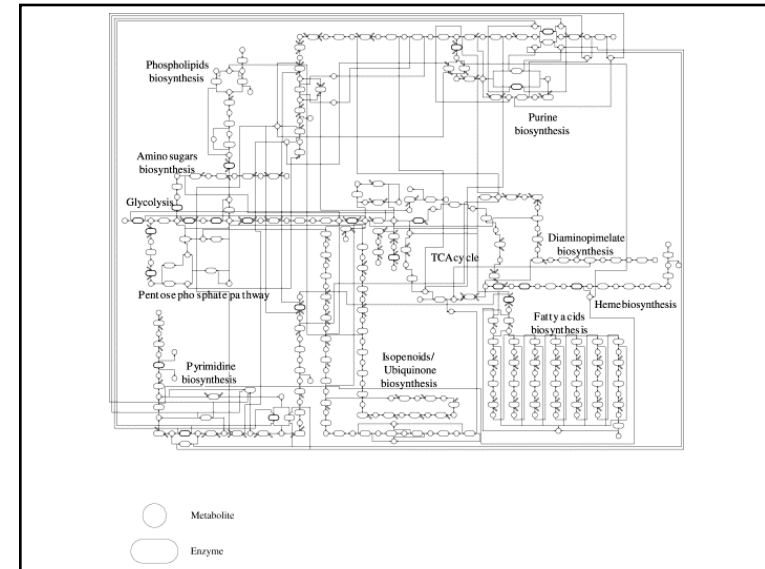 Phospholipids
biosynthesis
Purine
biosynthesis
Amino sugars
biosynthesis
Glycolysis
Diaminopimelate
biosynthesis
TCA cycle
Pentose phosphate pathway
Heme biosynthesis
Fatty acids
biosynthesis
Isopenoids/
Ubiquinone
biosynthesis
Pyrimidine
biosynthesis
Metabolite
Enzyme